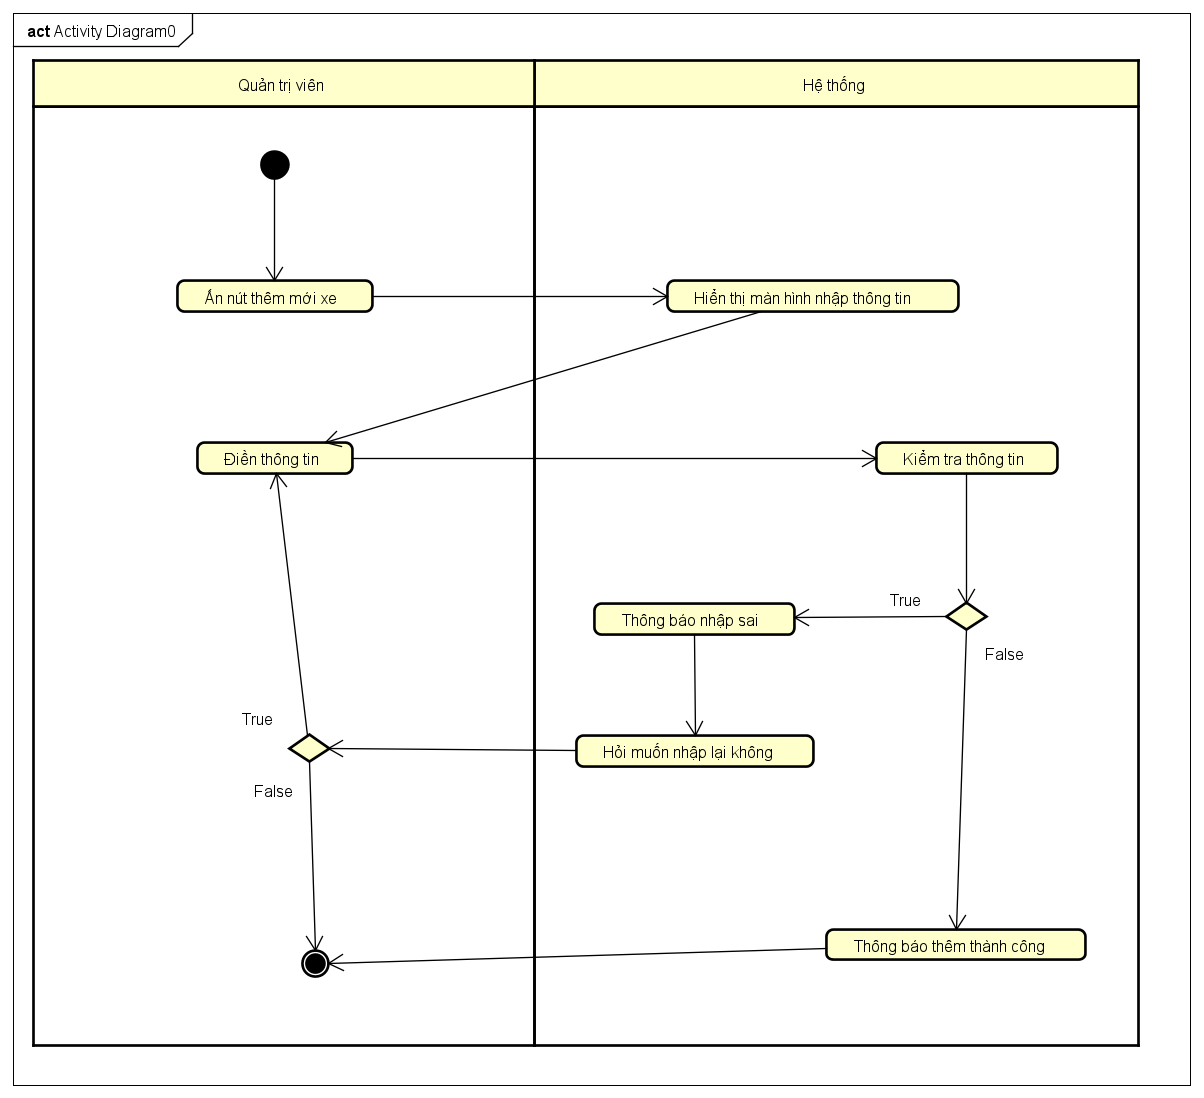 act Activity Diagram0
Quản trị viên
Hệ thống
Ấn nút thêm mới xe
Hiển thị màn hình nhập thông tin
Điền thông tin
Kiểm tra thông tin
True
Thông báo nhập sai
False
True
Hỏi muốn nhập lại không
False
Thông báo thêm thành công